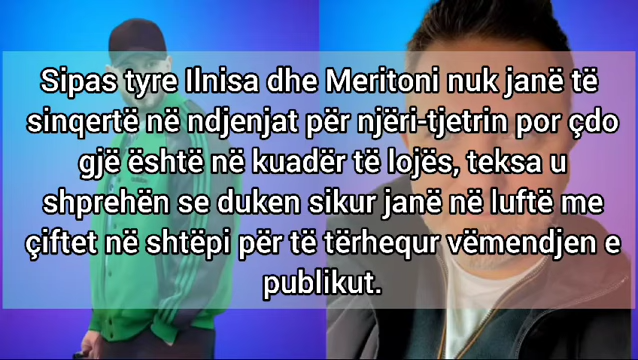 Sipas tyre Ilnisa dhe Meritoni nuk janë të
sinqertë në ndjenjat për njëri-tjetrin por çdo
gjë është në kuadër të lojës, teksa u
shprehën se duken sikur janë në luftë me
çiftet në shtëpi për të tërhequr vëmendjen e
publikut.